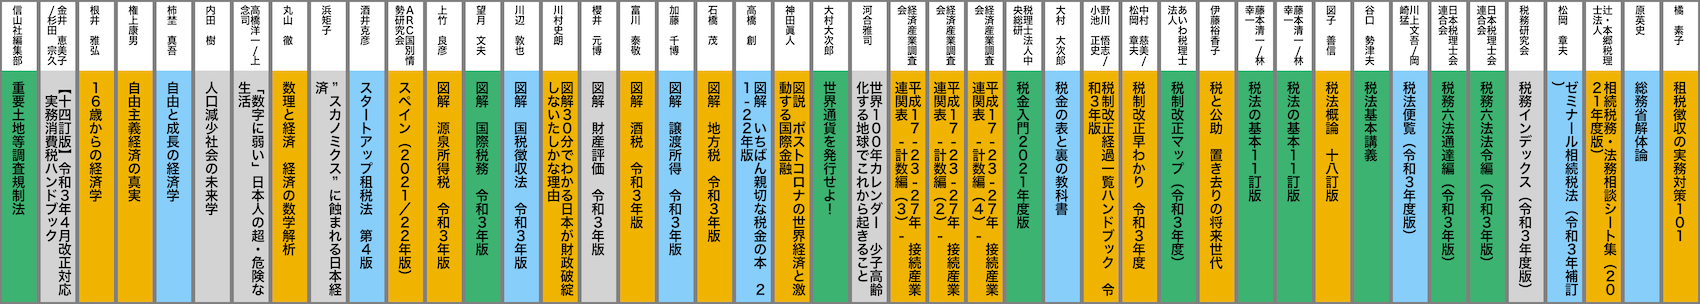 橘　素子
租税徴収の実務対策１０１
原英史
総務省解体論
辻・本郷税理
士法人
相続税務・法務相談シート集（２０
２１年度版）
松岡　章夫
ゼミナール相続税法（令和３年補訂
）
税務研究会
税務インデックス（令和３年度版）
日本税理士会
連合会
税務六法法令編（令和３年版）
日本税理士会
連合会
税務六法通達編（令和３年版）
川上文吾/岡
崎猛
税法便覧（令和３年度版）
谷口　勢津夫
税法基本講義
図子　善信
税法概論　十八訂版
藤本清一/林
幸一
税法の基本１１訂版
藤本清一/林
幸一
税法の基本１１訂版
伊藤裕香子
税と公助　置き去りの将来世代
あいわ税理士
法人
税制改正マップ（令和３年度）
中村　慈美/
松岡　章夫
税制改正早わかり　令和３年度
野川　悟志/
小池　正史/
税制改正経過一覧ハンドブック　令
和３年版
大村　大次郎
税金の表と裏の教科書
税理士法人中
央総研
税金入門２０２１年度版
経済産業調査
会
平成１７－２３－２７年　接続産業
連関表　－計数編（４）－
経済産業調査
会
平成１７－２３－２７年　接続産業
連関表　－計数編（２）－
経済産業調査
会
平成１７－２３－２７年　接続産業
連関表　－計数編（３）－
河合雅司
世界１００年カレンダー　少子高齢
化する地球でこれから起きること
大村大次郎
世界通貨を発行せよ！
神田眞人
図説　ポストコロナの世界経済と激
動する国際金融
高橋　創
図解　いちばん親切な税金の本　２
１－２２年版
石橋　茂
図解　地方税　令和３年版
加藤　千博
図解　譲渡所得　令和３年版
富川　泰敬
図解　酒税　令和３年版
櫻井　元博
図解　財産評価　令和３年版
川村史朗
図解３０分でわかる日本が財政破綻
しないたしかな理由
川辺　敦也
図解　国税徴収法　令和３年版
望月　文夫
図解　国際税務　令和３年版
上竹　良彦
図解　源泉所得税　令和３年版
ＡＲＣ国別情
勢研究会
スペイン（２０２１／２２年版）
酒井克彦
スタートアップ租税法　第４版
浜矩子
”スカノミクス”に蝕まれる日本経
済
丸山　徹
数理と経済　経済の数学解析
高橋洋一/上
念司
「数字に弱い」日本人の超・危険な
生活
内田　樹
人口減少社会の未来学
柿埜　真吾
自由と成長の経済学
権上康男
自由主義経済の真実
根井　雅弘
１６歳からの経済学
金井　恵美子
/杉田　宗久
【十四訂版】令和３年４月改正対応
　実務消費税ハンドブック
信山社編集部
重要土地等調査規制法